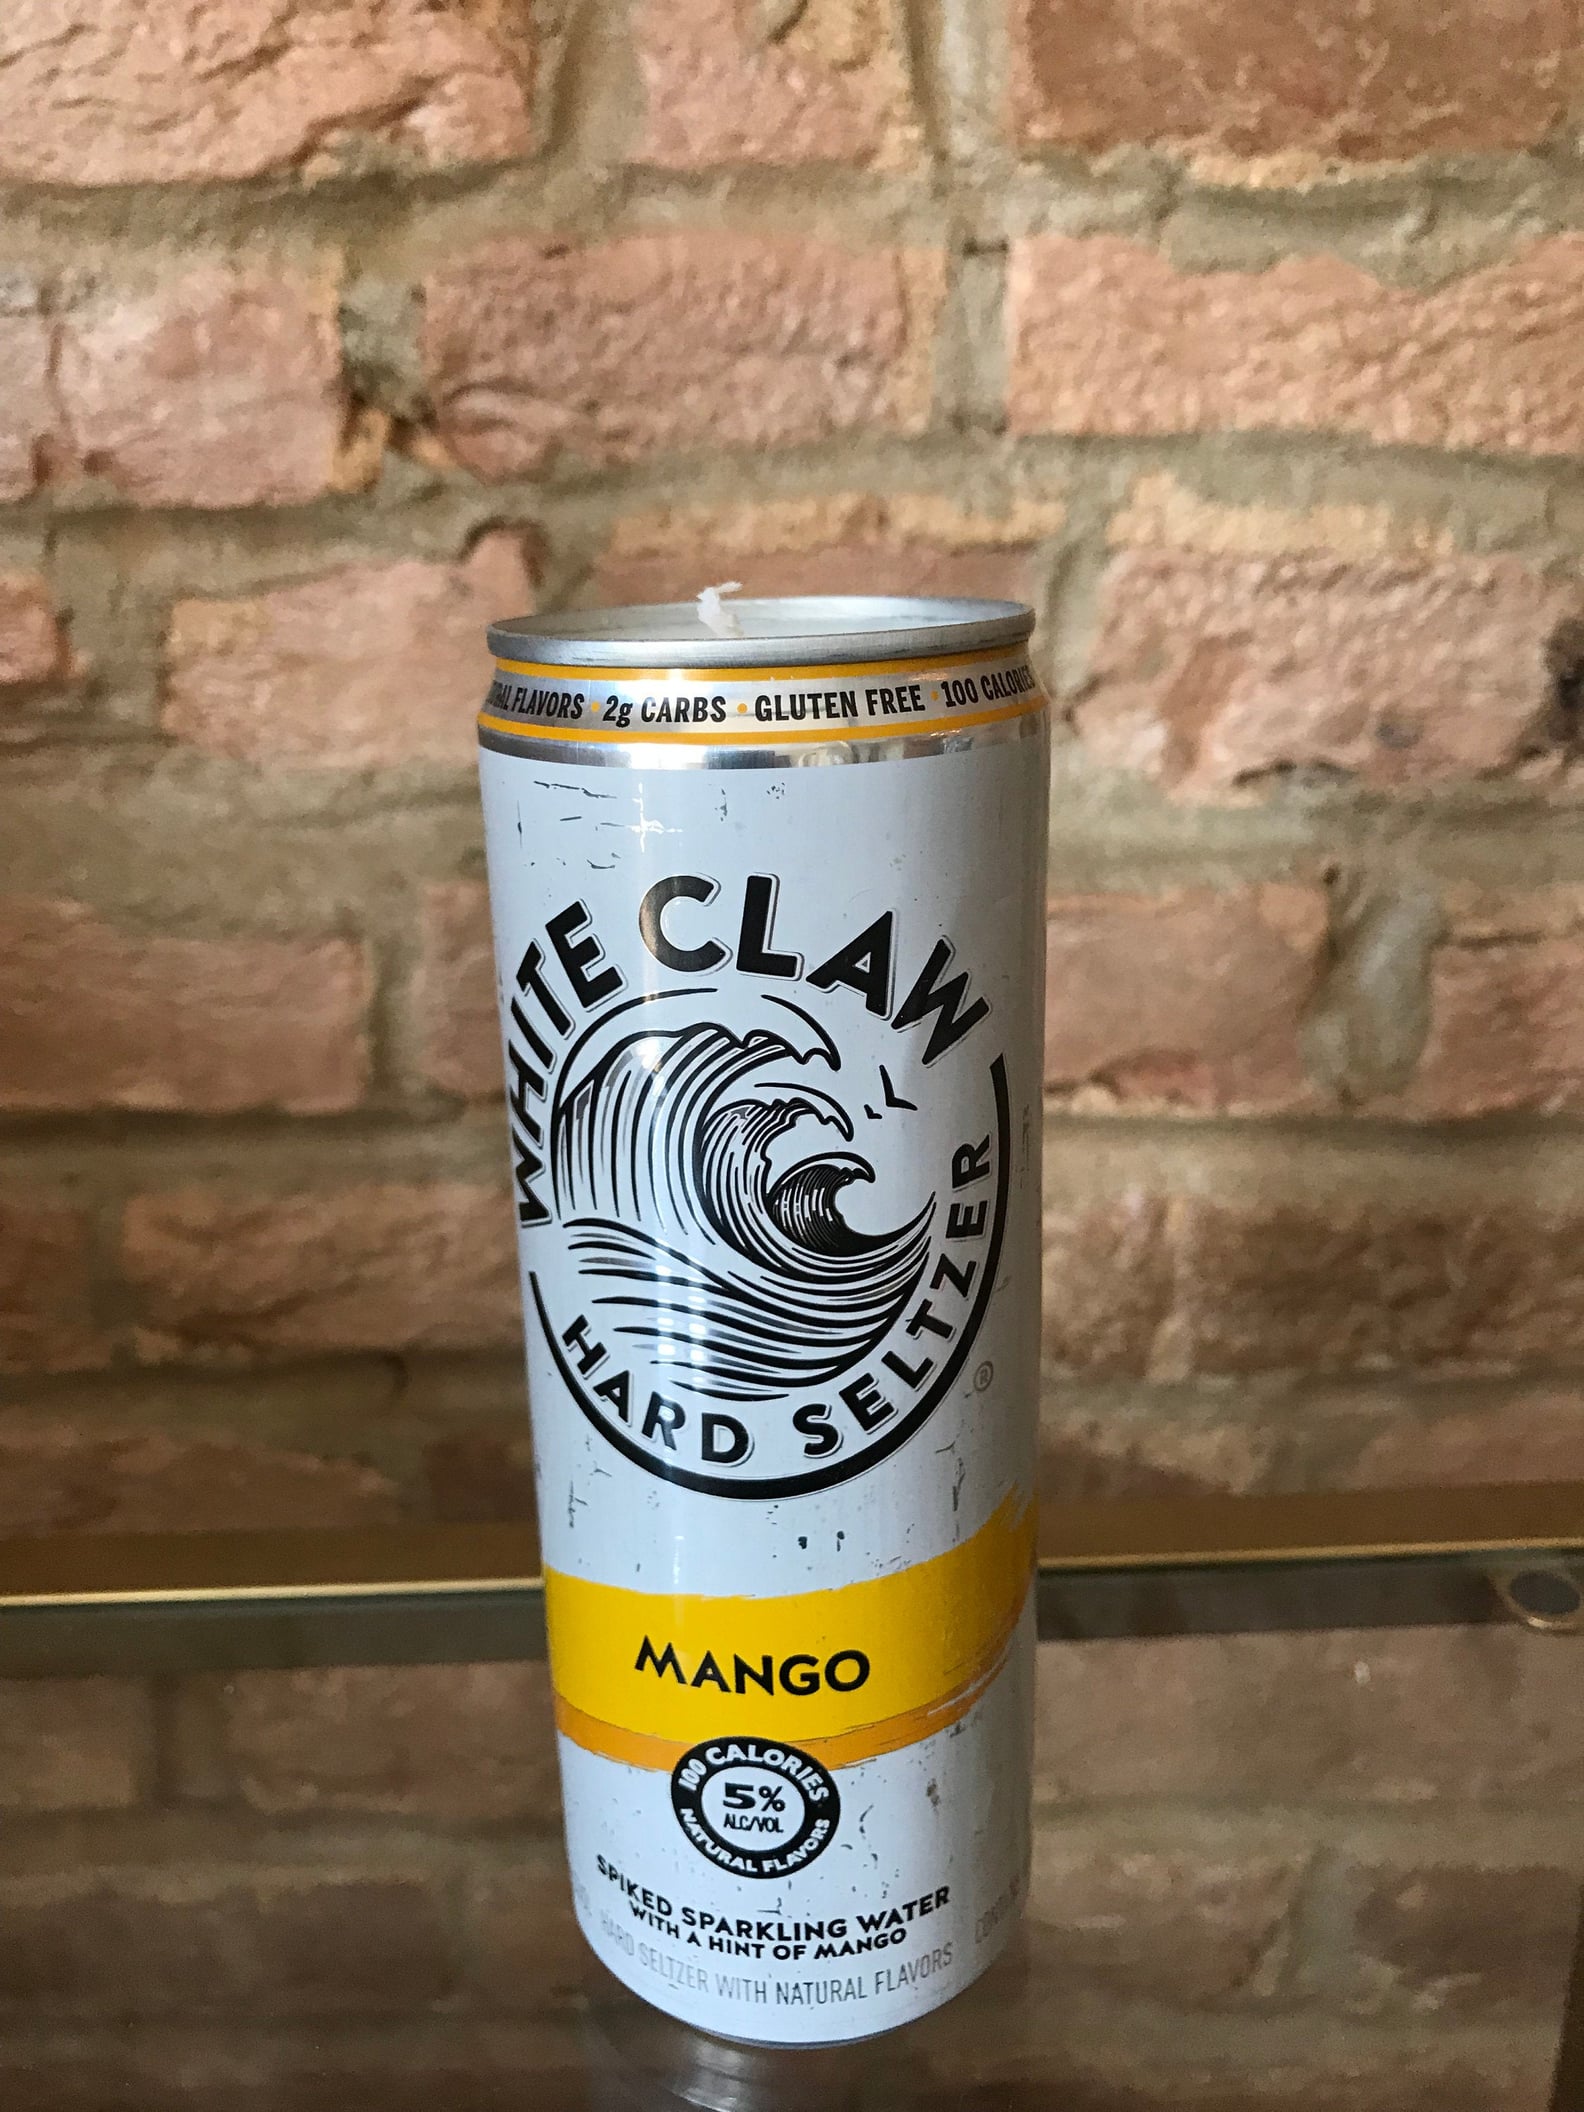 FLAVORS • 2g CARBS • GLUTEN FREE • 100 CALORIES
WHITE CLAW
HARD SELTZER
®
MANGO
100 CALORIES
5%
ALC/VOL
NATURAL FLAVORS
SPIKED SPARKLING WATER
WITH A HINT OF MANGO
HARD SELTZER WITH NATURAL FLAVORS